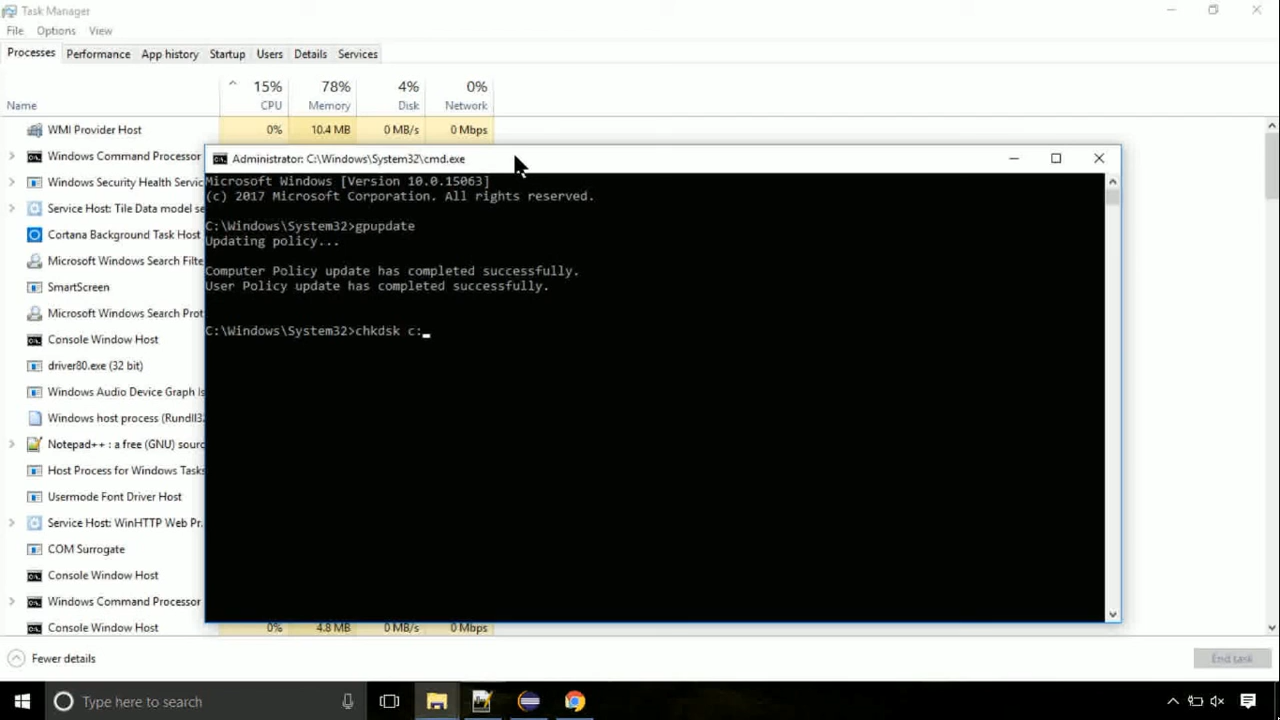 Task Manager
File Options View
Processes Performance App history Startup Users Details Services
15% 78% 4% 0%
Name CPU Memory Disk Network
WMI Provider Host 0% 10.4 MB 0 MB/s 0 Mbps
Windows Command Processor
Windows Security Health Servic
Service Host: Tile Data model se
Cortana Background Task Host
Microsoft Windows Search Filte
SmartScreen
Microsoft Windows Search Prot
Console Window Host
driver80.exe (32 bit)
Windows Audio Device Graph Is
Windows host process (Rundll32
Notepad++ : a free (GNU) sourc
Host Process for Windows Tasks
Usermode Font Driver Host
Service Host: WinHTTP Web Pr.
COM Surrogate
Console Window Host
Windows Command Processor
Console Window Host 0% 4.8 MB 0 MB/s 0 Mbps
Administrator: C:\Windows\System32\cmd.exe
Microsoft Windows [Version 10.0.15063]
(c) 2017 Microsoft Corporation. All rights reserved.
C:\Windows\System32>gpupdate
Updating policy...
Computer Policy update has completed successfully.
User Policy update has completed successfully.
C:\Windows\System32>chkdsk c:_
Fewer details
End task
Type here to search